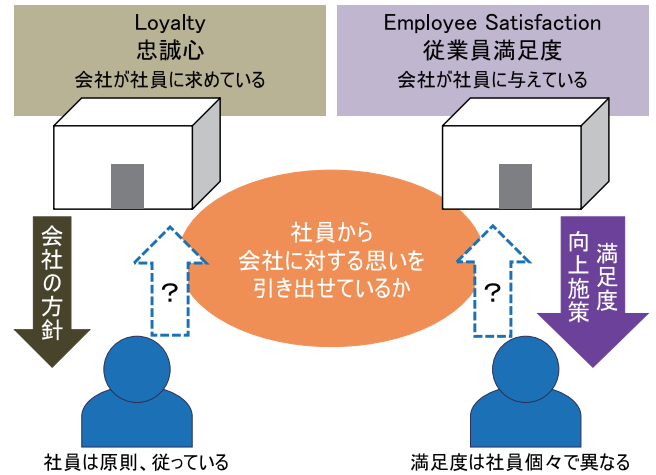 Loyalty
忠誠心
会社が社員に求めている
Employee Satisfaction
従業員満足度
会社が社員に与えている
会社の方針
?
社員から
会社に対する思いを
引き出せているか
?
満足度
向上施策
社員は原則、従っている
満足度は社員個々で異なる